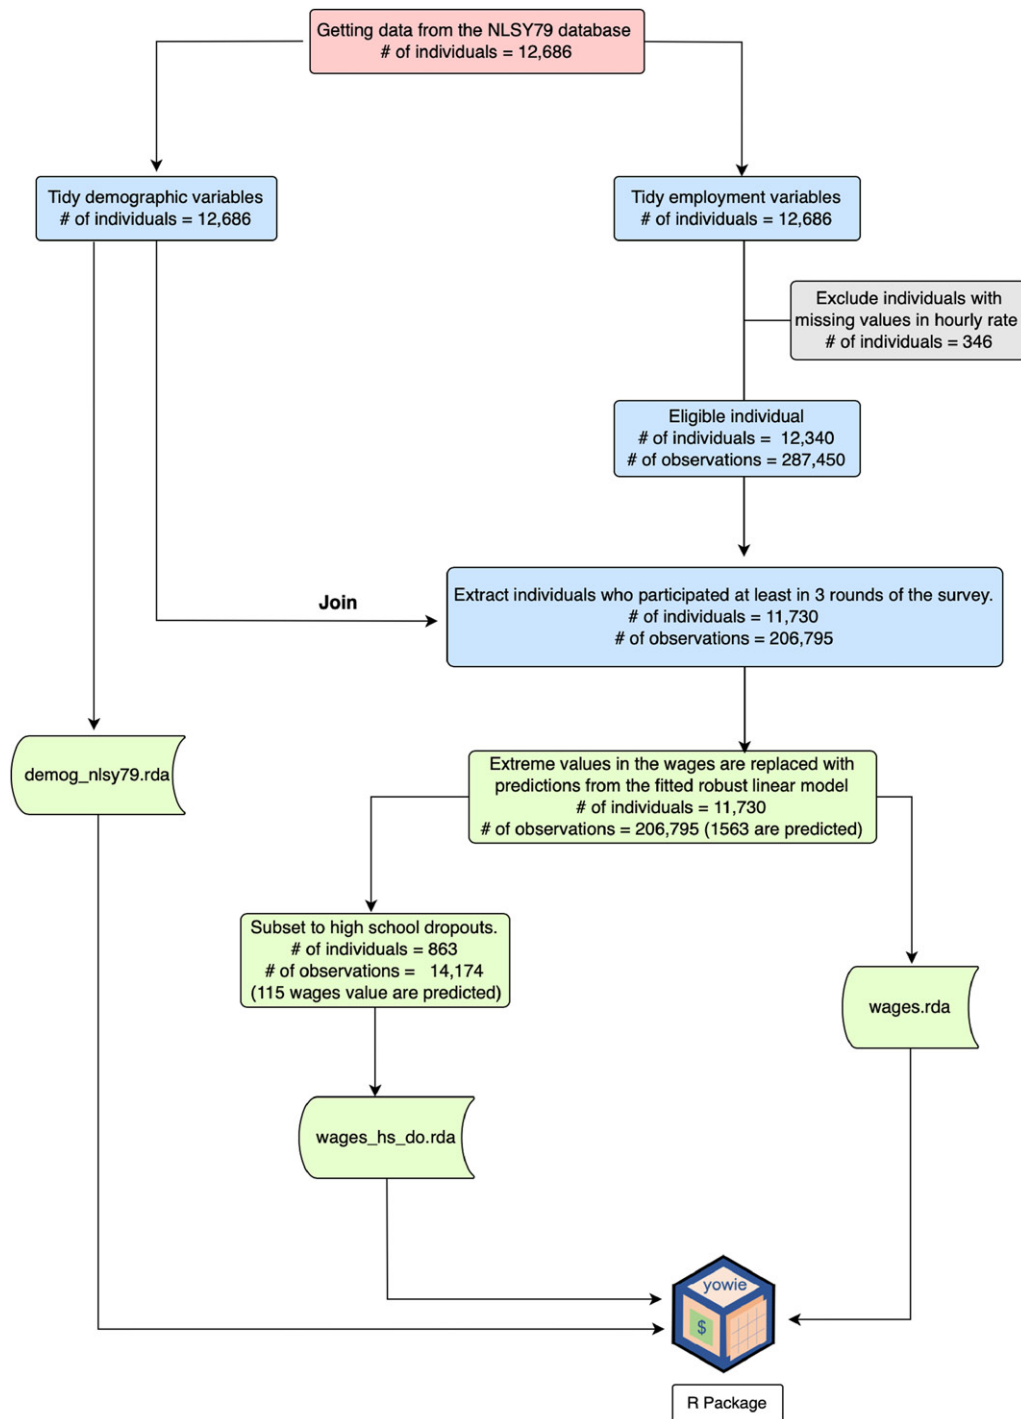 Getting data from the NLSY79 database
# of individuals = 12,686
Tidy demographic variables
# of individuals = 12,686
Tidy employment variables
# of individuals = 12,686
Exclude individuals with
missing values in hourly rate
# of individuals = 346
Eligible individual
# of individuals = 12,340
# of observations = 287,450
Join
Extract individuals who participated at least in 3 rounds of the survey.
# of individuals = 11,730
# of observations = 206,795
demog_nlsy79.rda
Extreme values in the wages are replaced with
predictions from the fitted robust linear model
# of individuals = 11,730
# of observations = 206,795 (1563 are predicted)
Subset to high school dropouts.
# of individuals = 863
# of observations = 14,174
(115 wages value are predicted)
wages.rda
wages_hs_do.rda
yowie
$
R Package